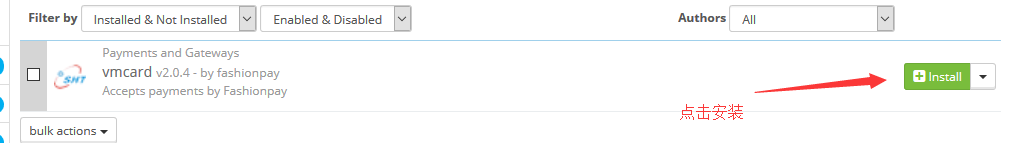 Filter by Installed & Not Installed Enabled & Disabled Authors All
Payments and Gateways
SHT vmcard v2.0.4 - by fashionpay Install
Accepts payments by Fashionpay
点击安装
bulk actions